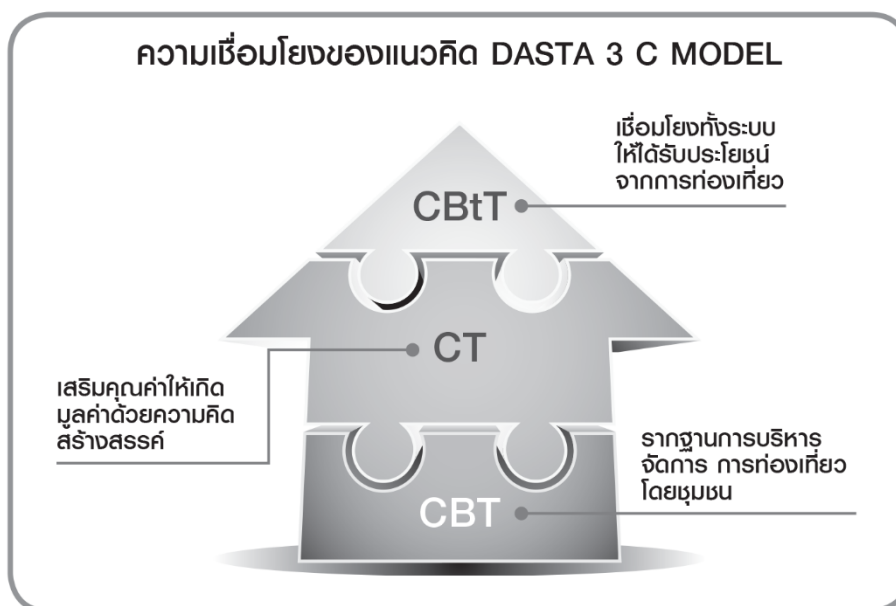 ความเชื่อมโยงของแนวคิด DASTA 3 C MODEL
เชื่อมโยงทั้งระบบ
ให้ได้รับประโยชน์
จากการท่องเที่ยว
CBtT
CT
เสริมคุณค่าให้เกิด
มูลค่าด้วยความคิด
สร้างสรรค์
รากฐานการบริหาร
จัดการ การท่องเที่ยว
โดยชุมชน
CBT